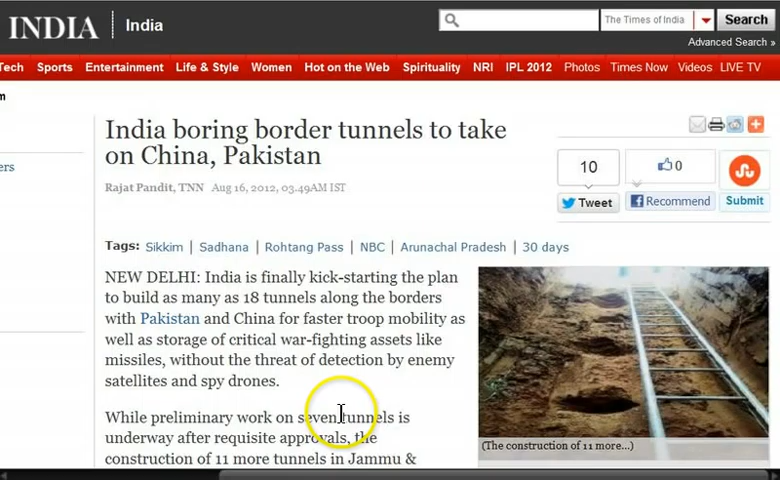 INDIA India
The Times of India Search
Advanced Search »
Tech Sports Entertainment Life & Style Women Hot on the Web Spirituality NRI IPL 2012 Photos Times Now Videos LIVE TV
India boring border tunnels to take
on China, Pakistan
Rajat Pandit, TNN Aug 16, 2012, 03.49AM IST
10 0
Tweet Recommend Submit
Tags: Sikkim | Sadhana | Rohtang Pass | NBC | Arunachal Pradesh | 30 days
NEW DELHI: India is finally kick-starting the plan
to build as many as 18 tunnels along the borders
with Pakistan and China for faster troop mobility as
well as storage of critical war-fighting assets like
missiles, without the threat of detection by enemy
satellites and spy drones.
While preliminary work on seven tunnels is
underway after requisite approvals, the
construction of 11 more tunnels in Jammu &
(The construction of 11 more...)